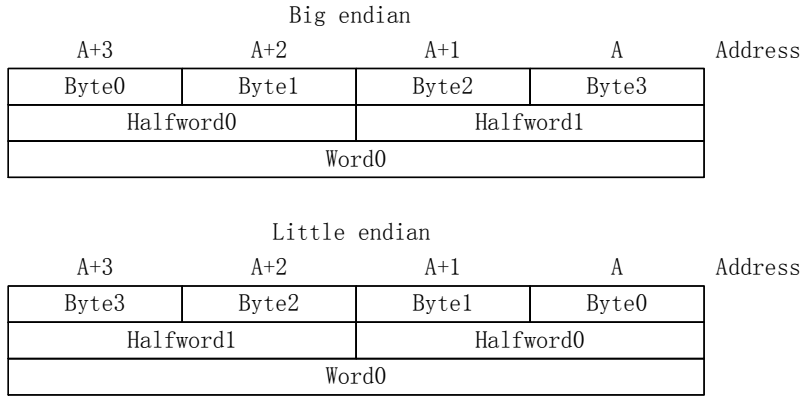 Big endian
A+3 A+2 A+1 A Address
Byte0 Byte1 Byte2 Byte3
Halfword0 Halfword1
Word0
Little endian
A+3 A+2 A+1 A Address
Byte3 Byte2 Byte1 Byte0
Halfword1 Halfword0
Word0